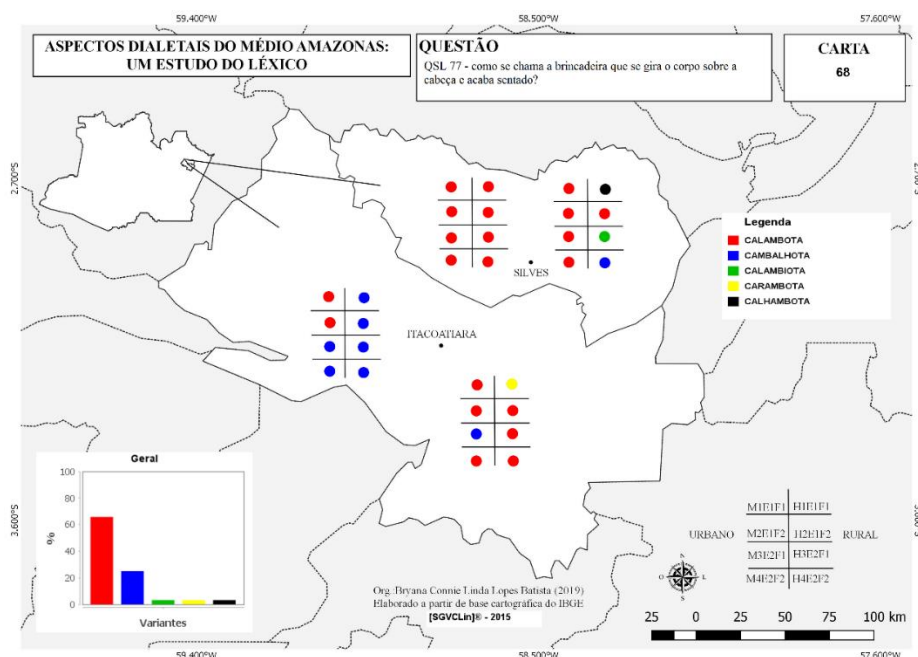 59.400°W
58.500°W
57.600°W
ASPECTOS DIALETAIS DO MÉDIO AMAZONAS:
UM ESTUDO DO LÉXICO
QUESTÃO
QSL 77 - como se chama a brincadeira que se gira o corpo sobre a
cabeça e acaba sentado?
CARTA
68
2.700°S
SILVES
Legenda
CALAMBOTA
CAMBALHOTA
CALAMBIOTA
CARAMBOTA
CALHAMBOTA
ITACOATIARA
Geral
100
80
60
40
20
0
%
Variantes
3.600°S
URBANO
RURAL
M1E1F1 H1E1F1
M2E1F2 H2E1F2
M3E2F1 H3E2F1
M4E2F2 H4E2F2
N
O L
S
Org.:Bryana Connie Linda Lopes Batista (2019)
Elaborado a partir de base cartográfica do IBGE
[SGVCLin]® - 2015
25 0 25 50 75 100 km
59.400°W
58.500°W
57.600°W